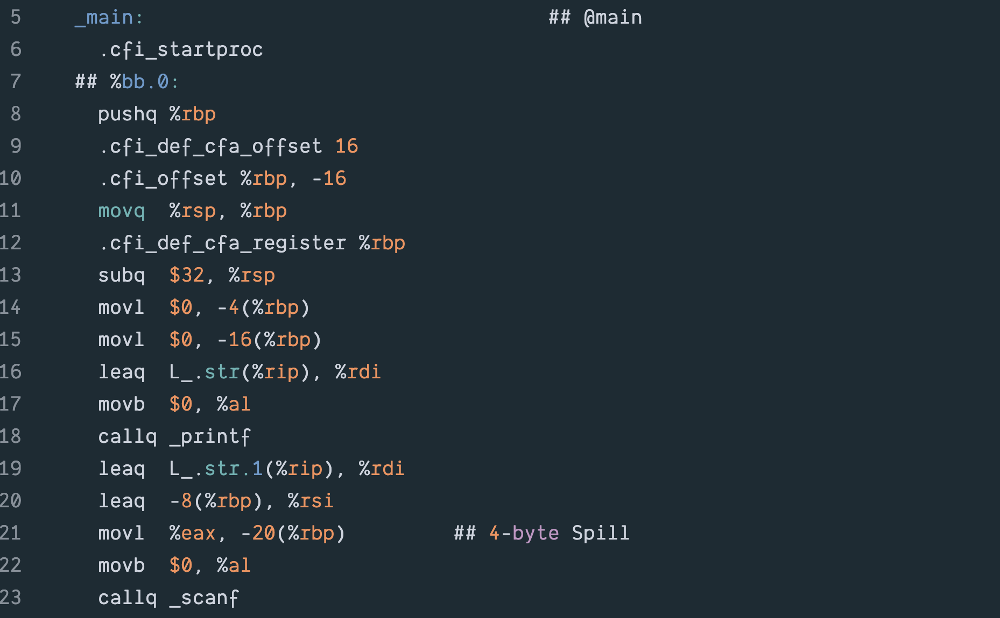 5 _main: ## @main
6 .cfi_startproc
7 ## %bb.0:
8 pushq %rbp
9 .cfi_def_cfa_offset 16
10 .cfi_offset %rbp, -16
11 movq %rsp, %rbp
12 .cfi_def_cfa_register %rbp
13 subq $32, %rsp
14 movl $0, -4(%rbp)
15 movl $0, -16(%rbp)
16 leaq L_.str(%rip), %rdi
17 movb $0, %al
18 callq _printf
19 leaq L_.str.1(%rip), %rdi
20 leaq -8(%rbp), %rsi
21 movl %eax, -20(%rbp) ## 4-byte Spill
22 movb $0, %al
23 callq _scanf